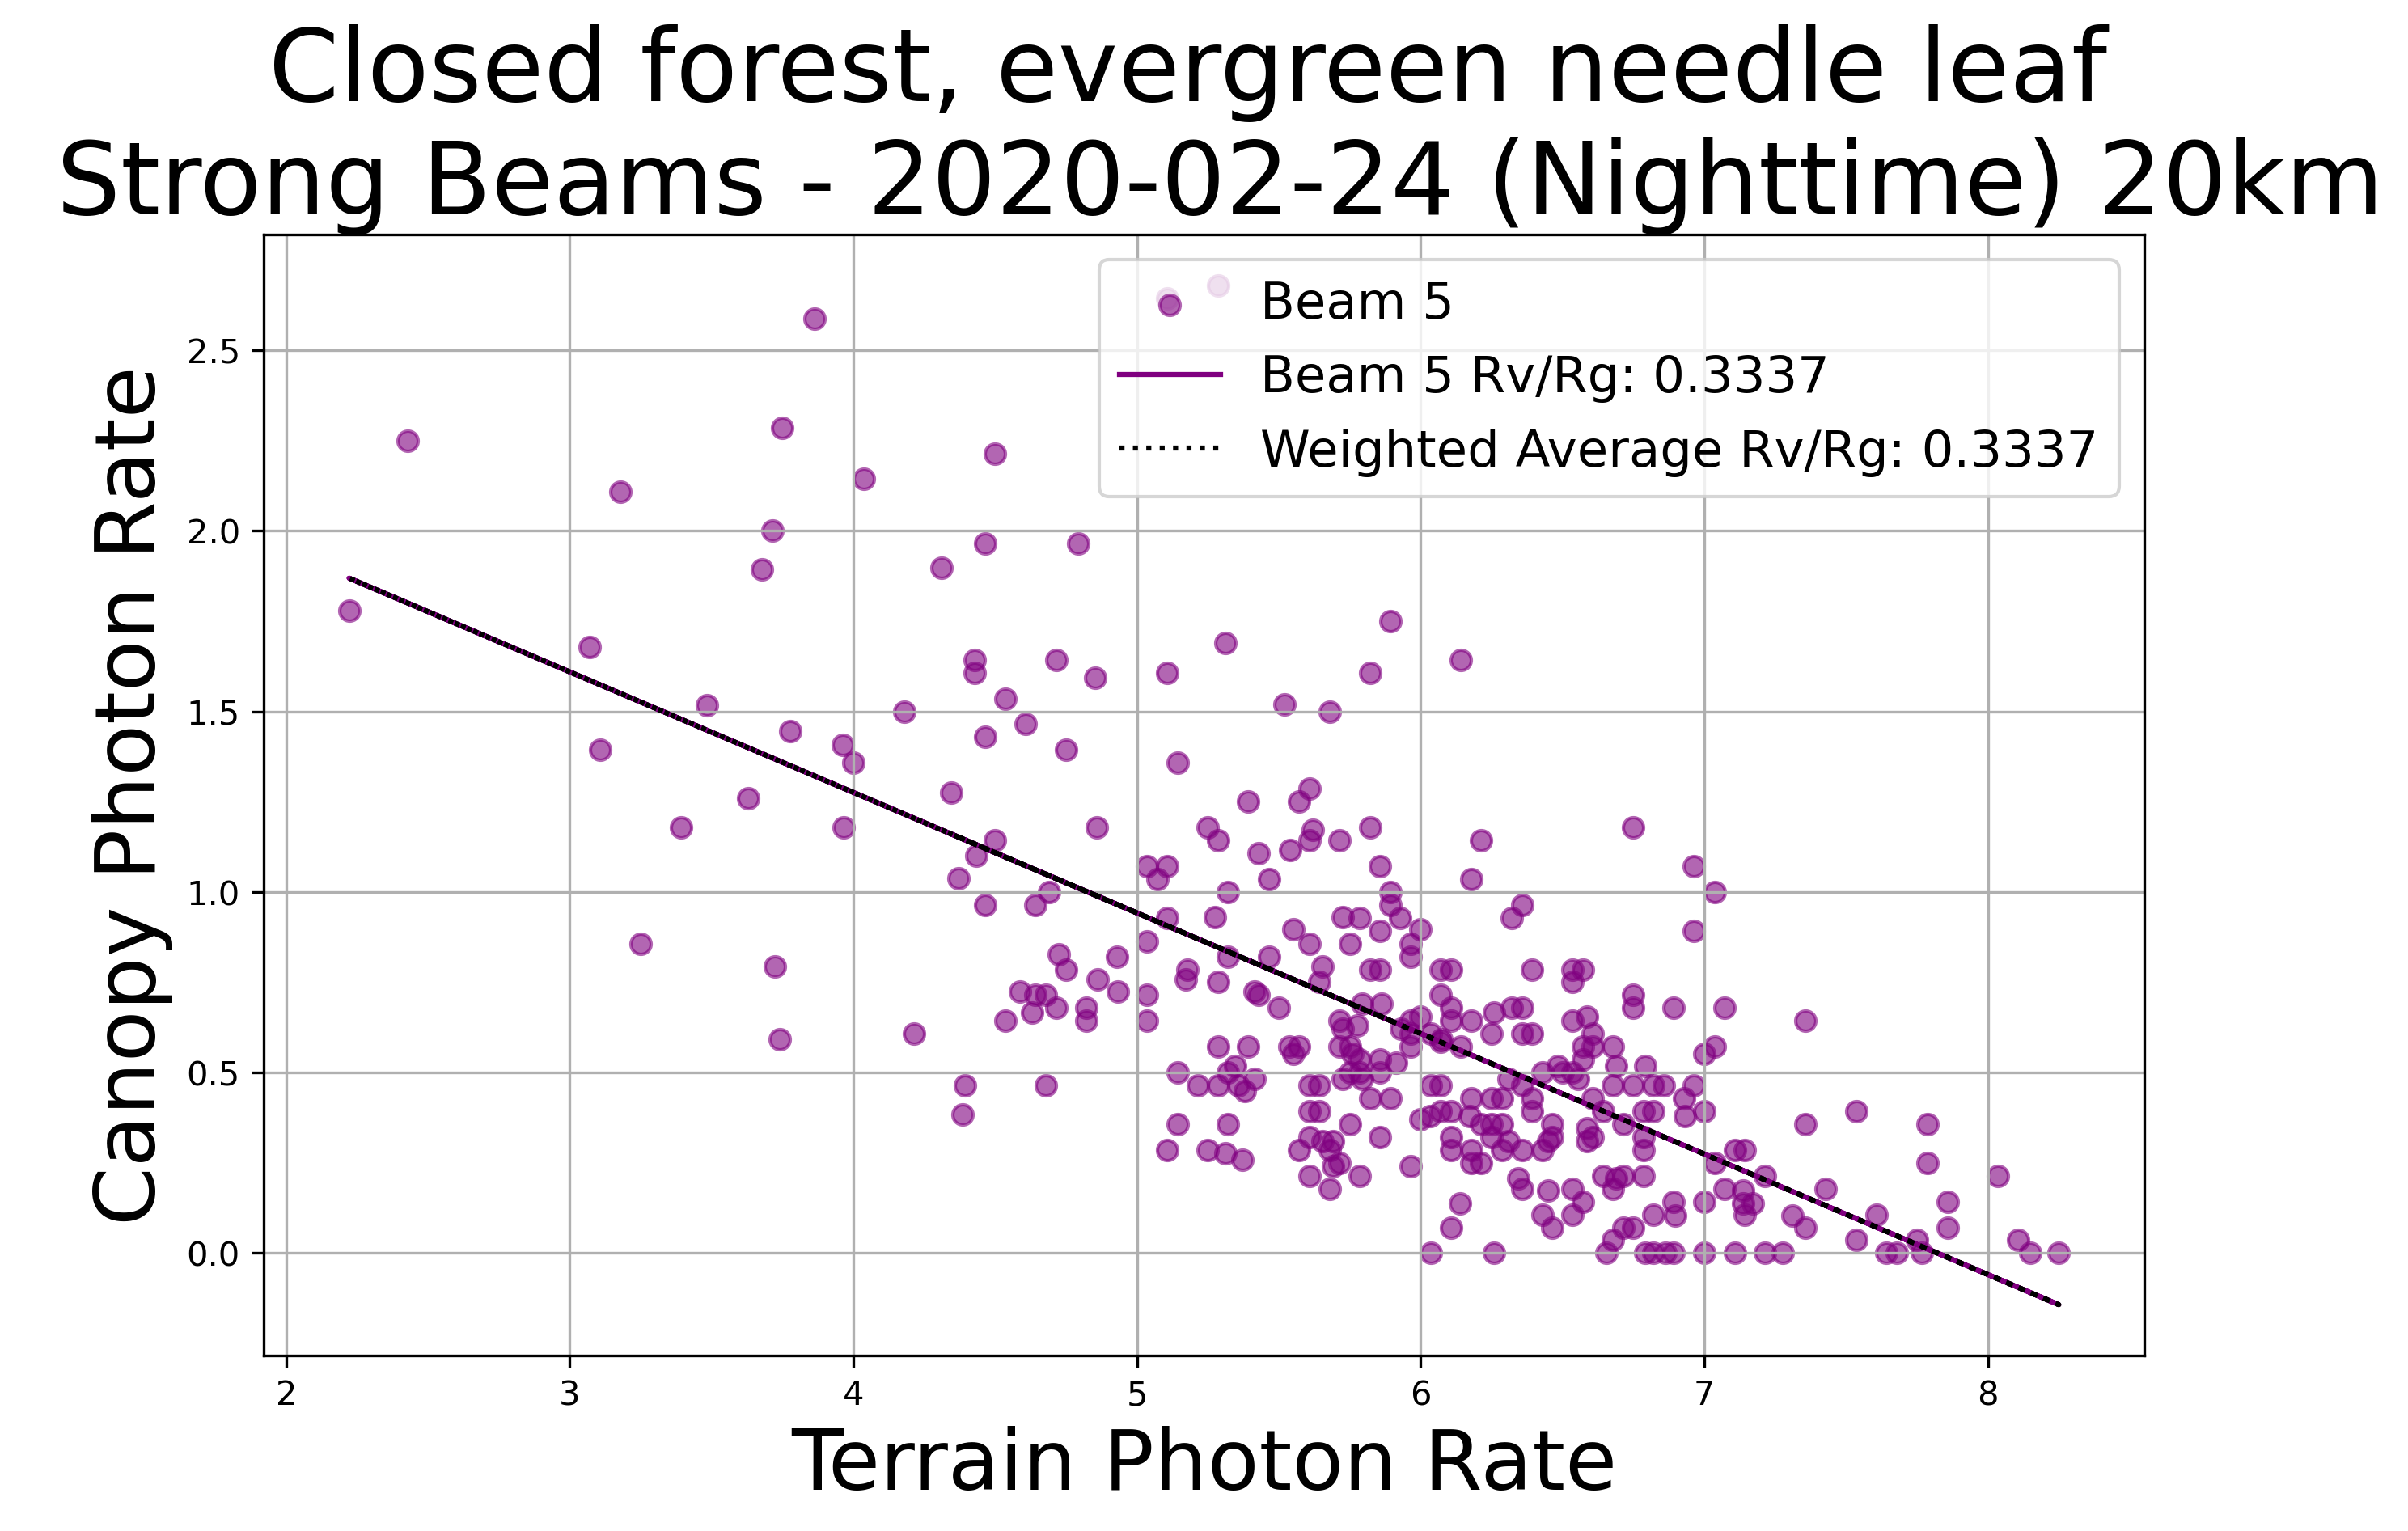 Closed forest, evergreen needle leaf
Strong Beams - 2020-02-24 (Nighttime) 20km
Beam 5
Beam 5 Rv/Rg: 0.3337
Weighted Average Rv/Rg: 0.3337
Canopy Photon Rate
2.5
2.0
1.5
1.0
0.5
0.0
2 3 4 5 6 7 8
Terrain Photon Rate